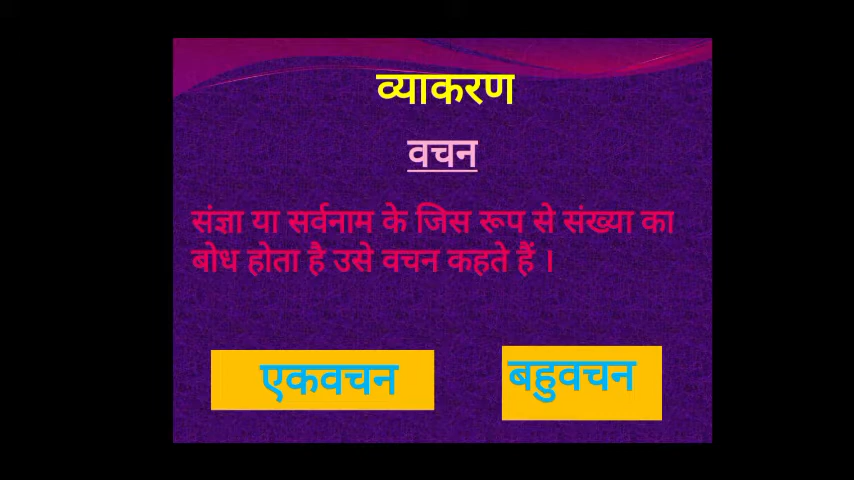 व्याकरण
वचन
संज्ञा या सर्वनाम के जिस रूप से संख्या का
बोध होता है उसे वचन कहते हैं ।
एकवचन
बहुवचन